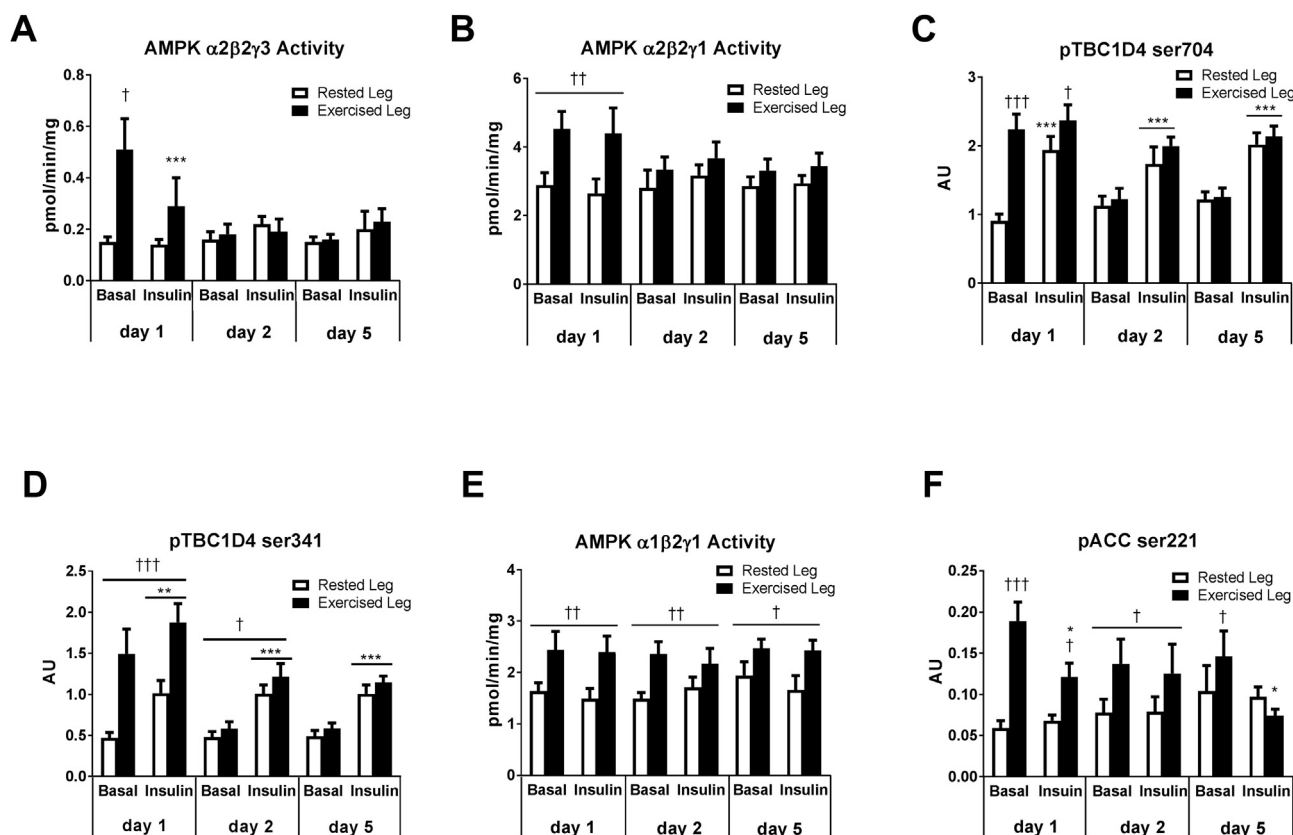 A
AMPK α2β2γ3 Activity
Rested Leg
Exercised Leg
pmol/min/mg
0.8
0.6
0.4
0.2
0.0
†
***
Basal Insulin Basal Insulin Basal Insulin
day 1 day 2 day 5
B
AMPK α2β2γ1 Activity
Rested Leg
Exercised Leg
pmol/min/mg
6
4
2
0
††
Basal Insulin Basal Insulin Basal Insulin
day 1 day 2 day 5
C
pTBC1D4 ser704
Rested Leg
Exercised Leg
AU
3
2
1
0
††† *** † *** ***
Basal Insulin Basal Insulin Basal Insulin
day 1 day 2 day 5
D
pTBC1D4 ser341
Rested Leg
Exercised Leg
AU
2.5
2.0
1.5
1.0
0.5
0.0
†††
**
†
*** ***
Basal Insulin Basal Insulin Basal Insulin
day 1 day 2 day 5
E
AMPK α1β2γ1 Activity
Rested Leg
Exercised Leg
pmol/min/mg
4
3
2
1
0
†† †† †
Basal Insulin Basal Insulin Basal Insulin
day 1 day 2 day 5
F
pACC ser221
Rested Leg
Exercised Leg
AU
0.25
0.20
0.15
0.10
0.05
0.00
†††
*
†
†
†
*
Basal Insuin Basal Insulin Basal Insulin
day 1 day 2 day 5